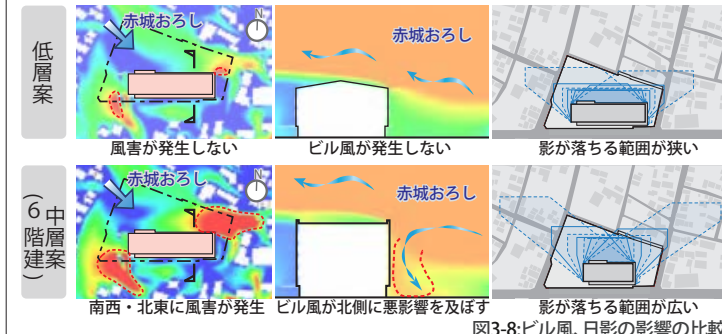 低層案
赤城おろし
N
風害が発生しない
赤城おろし
ビル風が発生しない
影が落ちる範囲が狭い
中層案
(6階建)
赤城おろし
N
南西・北東に風害が発生
赤城おろし
ビル風が北側に悪影響を及ぼす
影が落ちる範囲が広い
図3-8:ビル風、日影の影響の比較